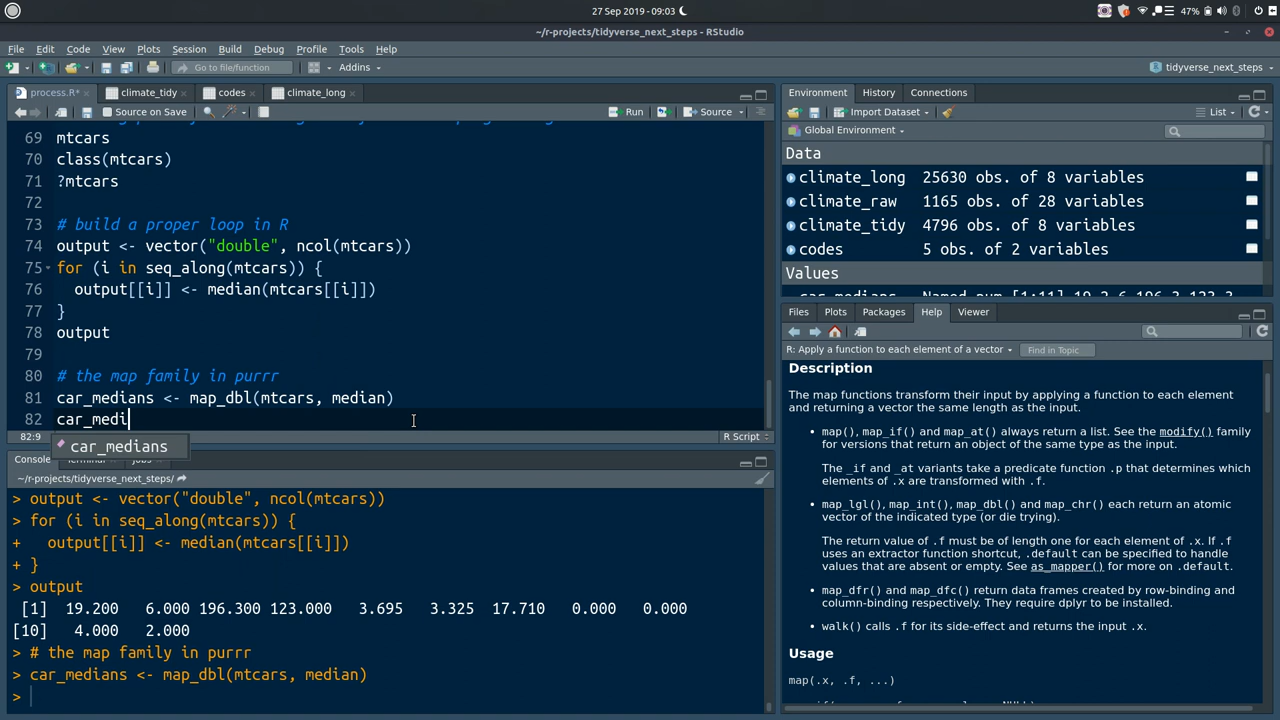 27 Sep 2019 - 09:03
47%
~/r-projects/tidyverse_next_steps - RStudio
File Edit Code View Plots Session Build Debug Profile Tools Help
Go to file/function
Addins
tidyverse_next_steps
process.R* climate_tidy codes climate_long
Source on Save
Run
Source
69 mtcars
70 class(mtcars)
71 ?mtcars
72
73 # build a proper loop in R
74 output <- vector("double", ncol(mtcars))
75 for (i in seq_along(mtcars)) {
76 output[[i]] <- median(mtcars[[i]])
77 }
78 output
79
80 # the map family in purrr
81 car_medians <- map_dbl(mtcars, median)
82 car_medi
82:9
R Script
car_medians
Console
~/r-projects/tidyverse_next_steps/
> output <- vector("double", ncol(mtcars))
> for (i in seq_along(mtcars)) {
+ output[[i]] <- median(mtcars[[i]])
+ }
> output
[1] 19.200 6.000 196.300 123.000 3.695 3.325 17.710 0.000 0.000
[10] 4.000 2.000
> # the map family in purrr
> car_medians <- map_dbl(mtcars, median)
>
Environment History Connections
Import Dataset
List
Global Environment
Data
climate_long 25630 obs. of 8 variables
climate_raw 1165 obs. of 28 variables
climate_tidy 4796 obs. of 8 variables
codes 5 obs. of 2 variables
Values
Files Plots Packages Help Viewer
R: Apply a function to each element of a vector
Find in Topic
Description
The map functions transform their input by applying a function to each element
and returning a vector the same length as the input.
• map(), map_if() and map_at() always return a list. See the modify() family
for versions that return an object of the same type as the input.
The _if and _at variants take a predicate function .p that determines which
elements of .x are transformed with .f.
• map_lgl(), map_int(), map_dbl() and map_chr() each return an atomic
vector of the indicated type (or die trying).
The return value of .f must be of length one for each element of .x. If .f
uses an extractor function shortcut, .default can be specified to handle
values that are absent or empty. See as_mapper() for more on .default.
• map_dfr() and map_dfc() return data frames created by row-binding and
column-binding respectively. They require dplyr to be installed.
• walk() calls .f for its side-effect and returns the input .x.
Usage
map(.x, .f, ...)